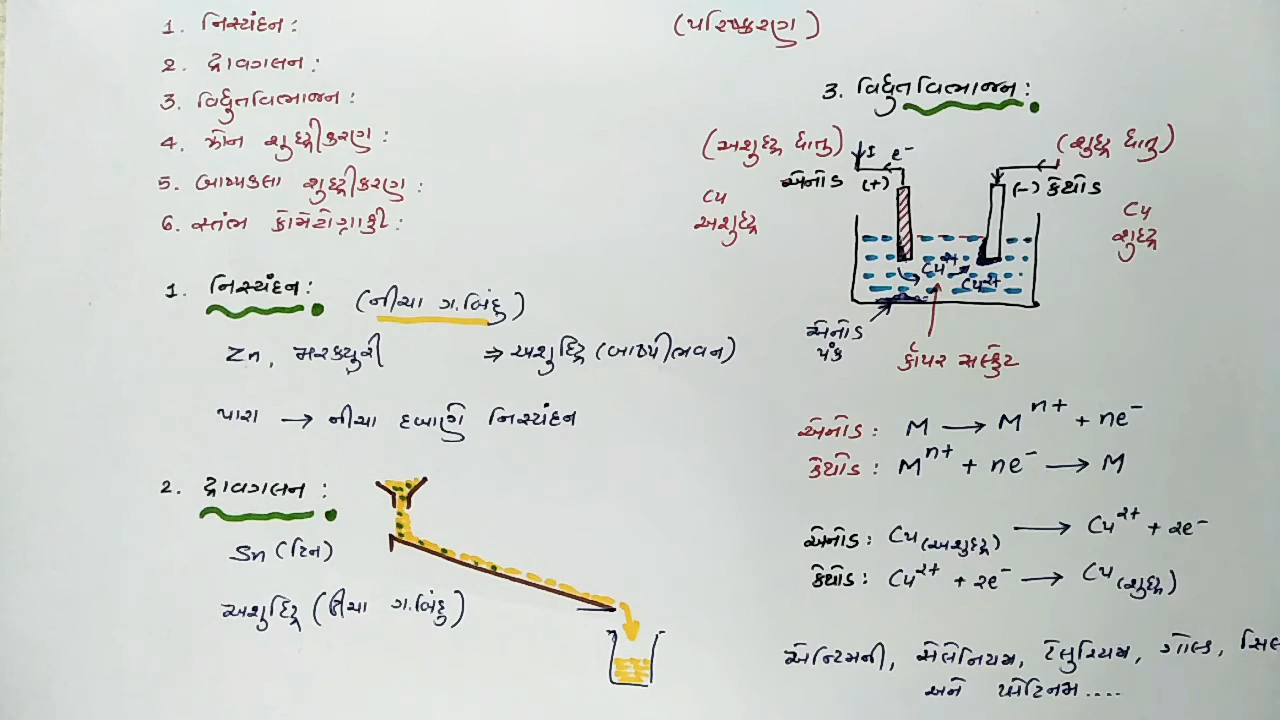 1. નિસ્યંદન :
2. દ્રાવગલન :
3. વિર્ધુતવિભાજન :
4. ઝોન શુદ્ધીકરણ :
5. બાષ્પકલા શુદ્ધીકરણ :
6. સ્તંભ ક્રોમેટોગ્રાફી :
1. નિસ્યંદન :
(નીચા ગ.બિંદુ)
Zn, મરક્યુરી ⇒ અશુદ્ધિ (બાષ્પીભવન)
પારા → નીચા દબાણે નિસ્યંદન
2. દ્રાવગલન :
Sn (ટિન)
અશુદ્ધિ (ઊંચા ગ.બિંદુ)
(પરિષ્કરણ)
3. વિર્ધુતવિભાજન :
(અશુદ્ધ ધાતુ) I e⁻ (શુદ્ધ ધાતુ)
એનોડ (+) (-) કેથોડ
Cu અશુદ્ધ
Cu શુદ્ધ
Cu²⁺ Cu²⁺
એનોડ પંક
કૉપર સલ્ફેટ
એનોડ : M → Mⁿ⁺ + ne⁻
કેથોડ : Mⁿ⁺ + ne⁻ → M
એનોડ : Cu(અશુદ્ધ) → Cu²⁺ + 2e⁻
કેથોડ : Cu²⁺ + 2e⁻ → Cu(શુદ્ધ)
એન્ટિમની, સેલેનિયમ, ટેલુરિયમ, ગોલ્ડ, સિલ
અને પ્લેટિનમ....